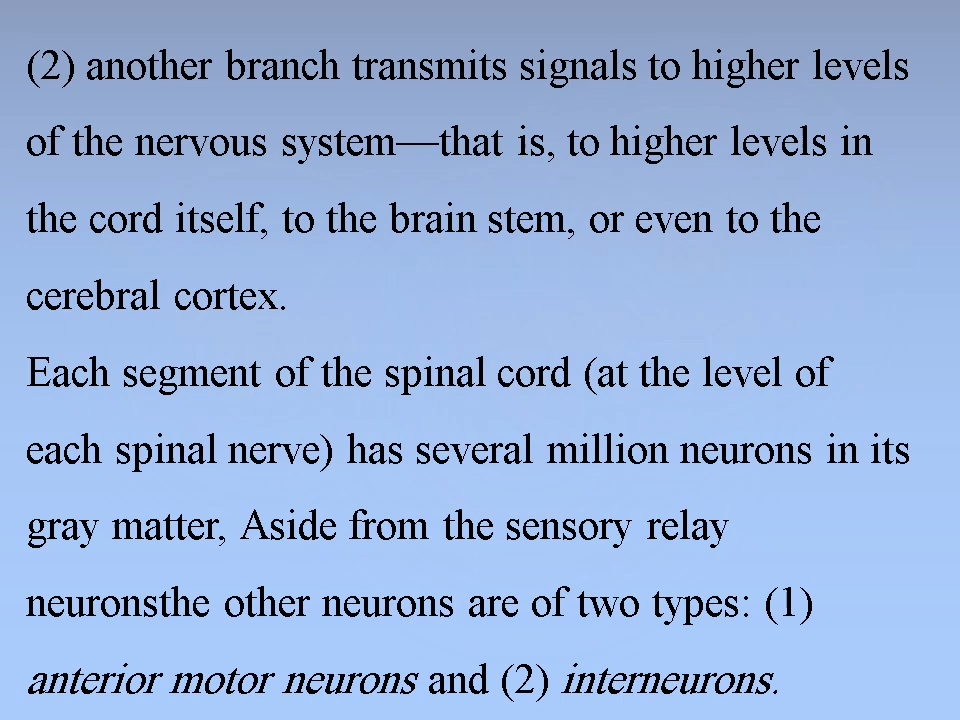 (2) another branch transmits signals to higher levels
of the nervous system—that is, to higher levels in
the cord itself, to the brain stem, or even to the
cerebral cortex.
Each segment of the spinal cord (at the level of
each spinal nerve) has several million neurons in its
gray matter, Aside from the sensory relay
neuronsthe other neurons are of two types: (1)
anterior motor neurons and (2) interneurons.